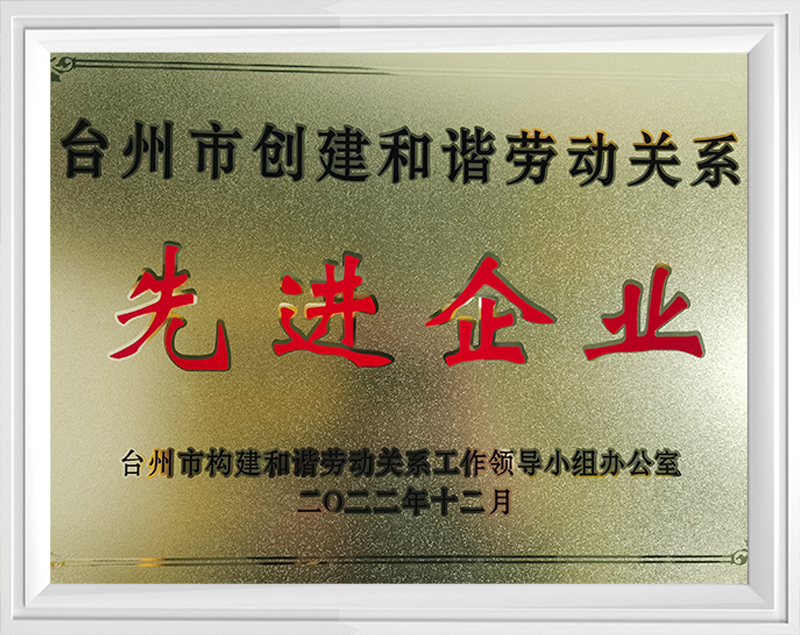 台州市创建和谐劳动关系
先进企业
台州市构建和谐劳动关系工作领导小组办公室
二〇二二年十二月